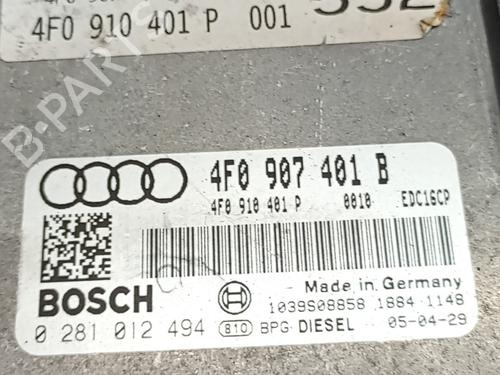 4F0 910 401 P 001
4F0 907 401 B
4F0 910 401 P 0010 EDC16CP
BOSCH
Made in Germany
1039S08858 1884 1148
0 281 012 494 810 BPG DIESEL 05-04-29
B-PARTS